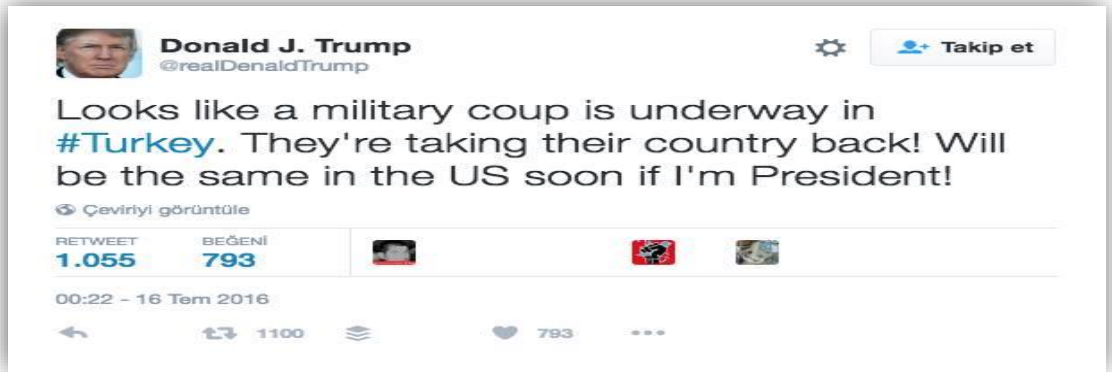 Donald J. Trump
@realDenaldTrump
Takip et
Looks like a military coup is underway in
#Turkey. They're taking their country back! Will
be the same in the US soon if I'm President!
Çeviriyi görüntüle
RETWEET BEĞENİ
1.055 793
00:22 - 16 Tem 2016
1100 793